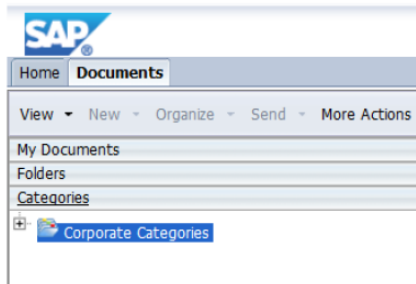 SAP
Home Documents
View New Organize Send More Actions
My Documents
Folders
Categories
Corporate Categories